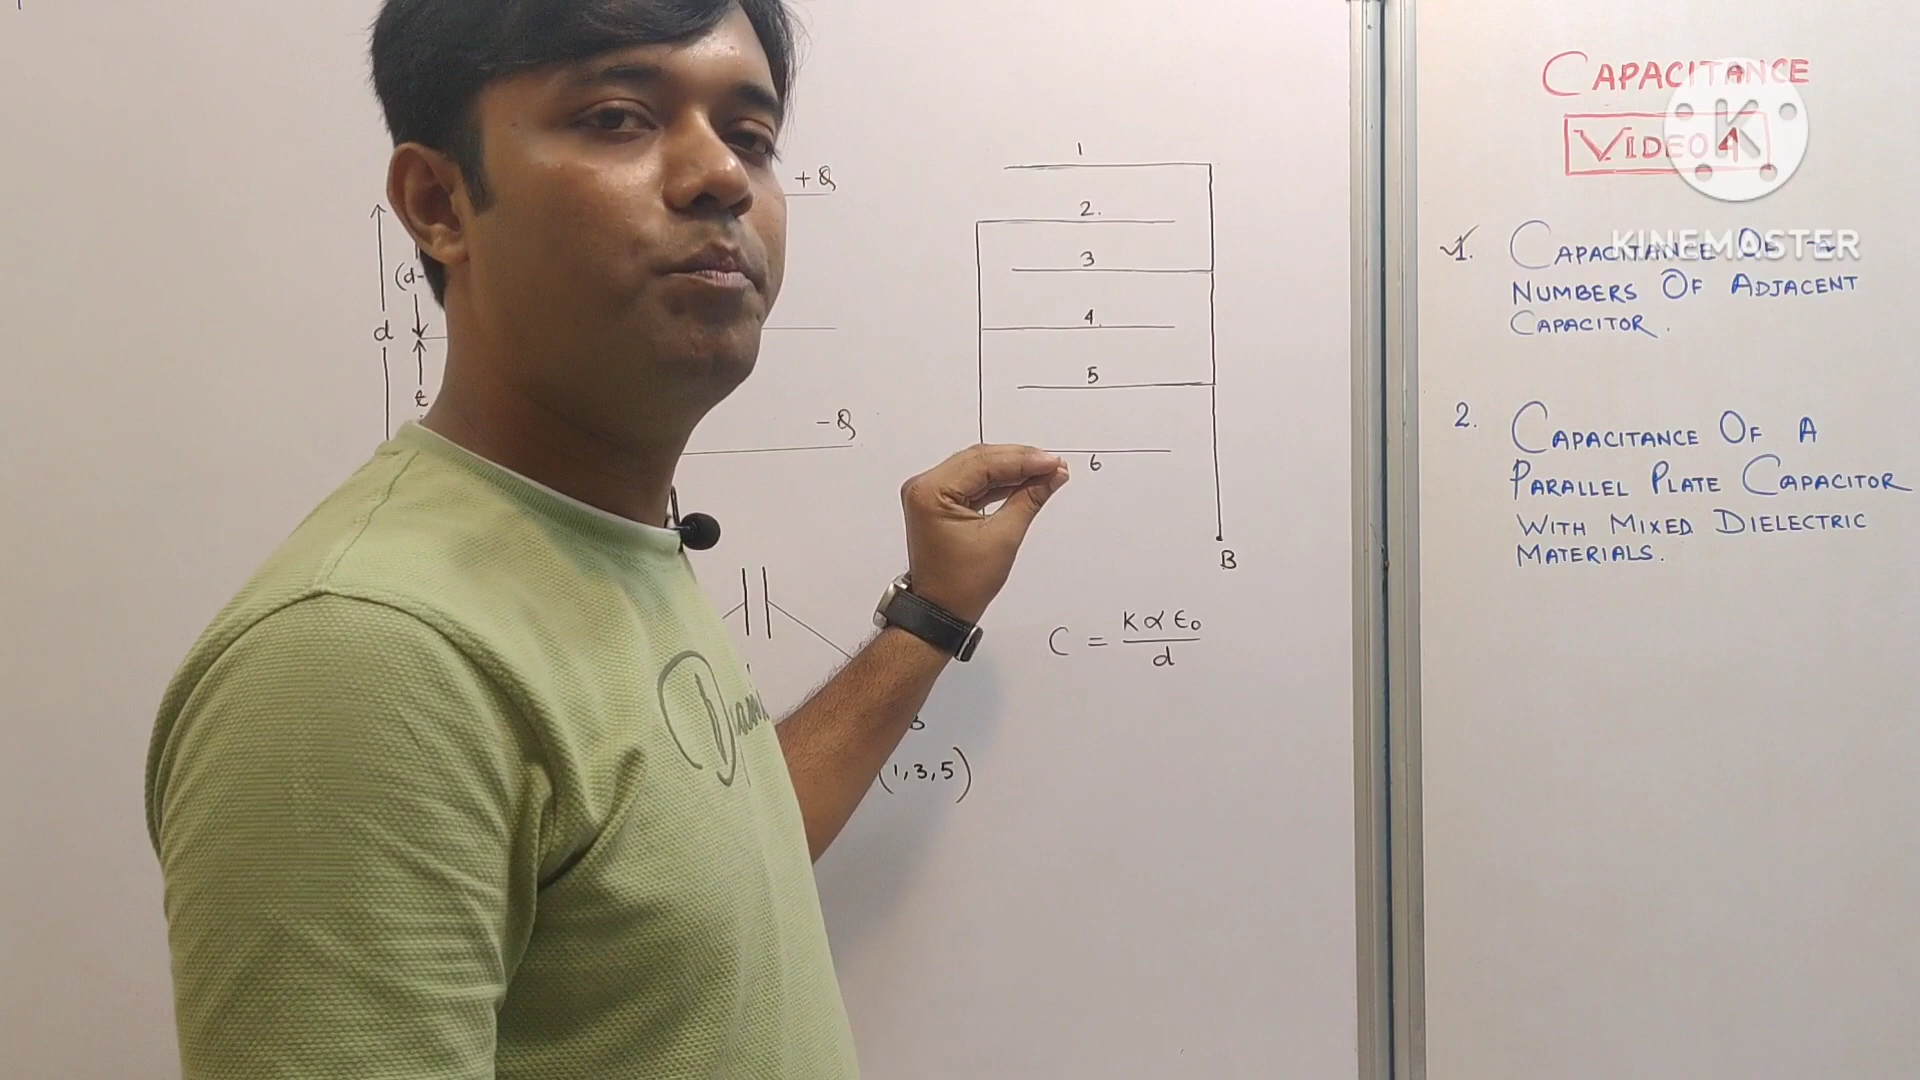 CAPACITANCE
VIDEO 4
1. CAPACITANCE OF n
NUMBERS OF ADJACENT
CAPACITOR.
2. CAPACITANCE OF A
PARALLEL PLATE CAPACITOR
WITH MIXED DIELECTRIC
MATERIALS.
KINEMASTER
K
+Q
(d-
d
t
-Q
1
2.
3
4.
5
6
B
C = K α ε₀
d
(1,3,5)